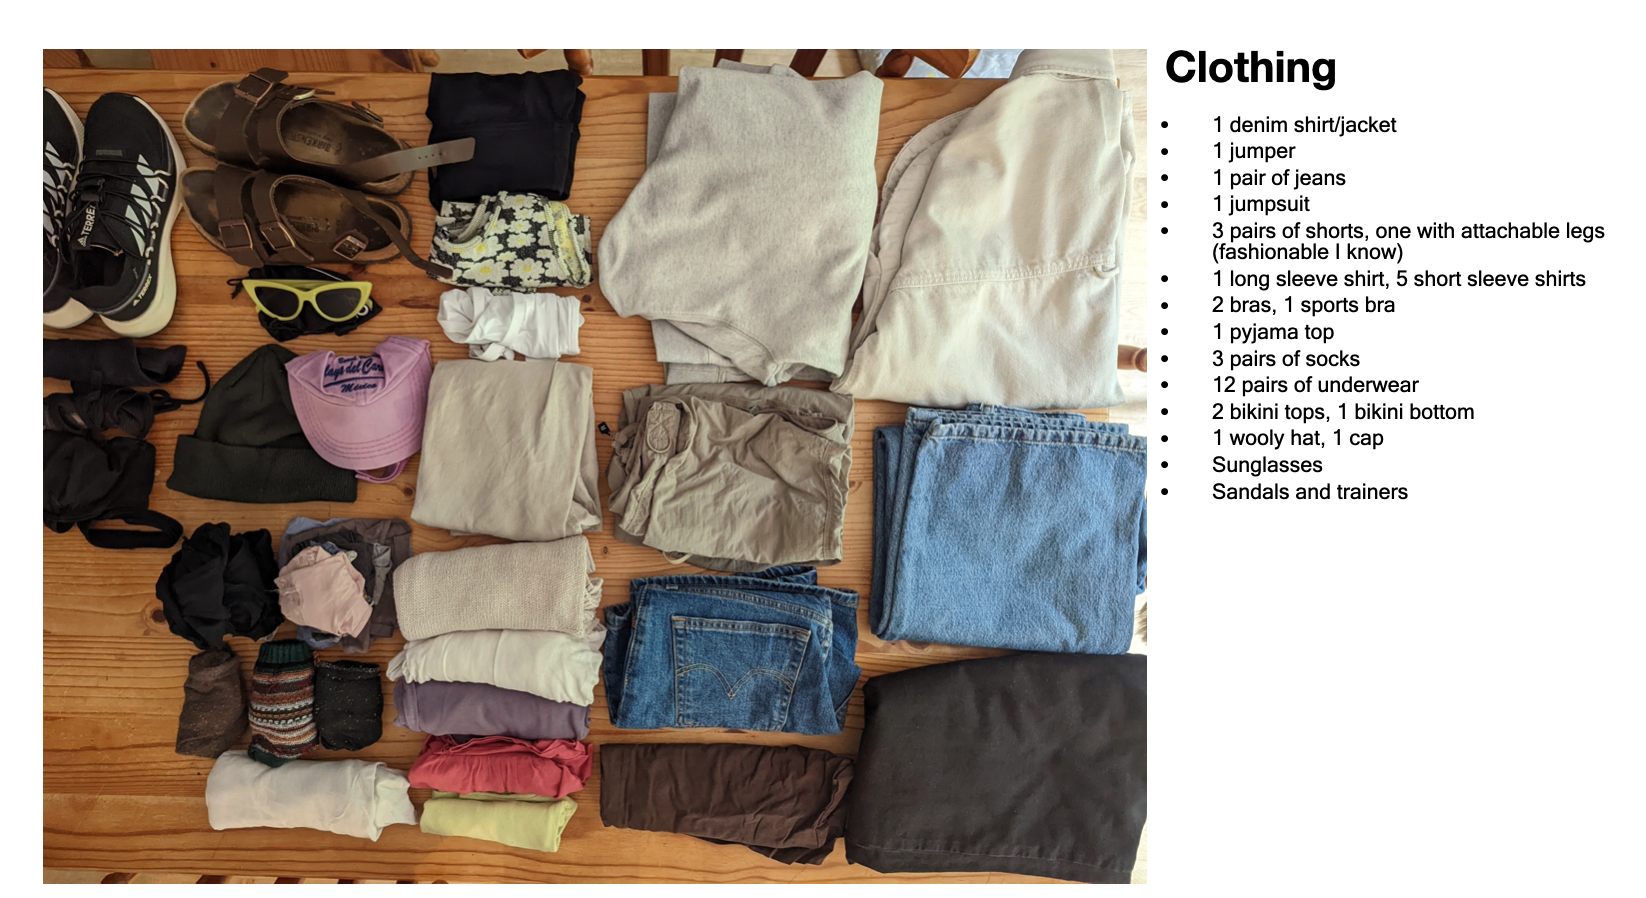 Clothing
• 1 denim shirt/jacket
• 1 jumper
• 1 pair of jeans
• 1 jumpsuit
• 3 pairs of shorts, one with attachable legs
(fashionable I know)
• 1 long sleeve shirt, 5 short sleeve shirts
• 2 bras, 1 sports bra
• 1 pyjama top
• 3 pairs of socks
• 12 pairs of underwear
• 2 bikini tops, 1 bikini bottom
• 1 wooly hat, 1 cap
• Sunglasses
• Sandals and trainers
TERREX
México